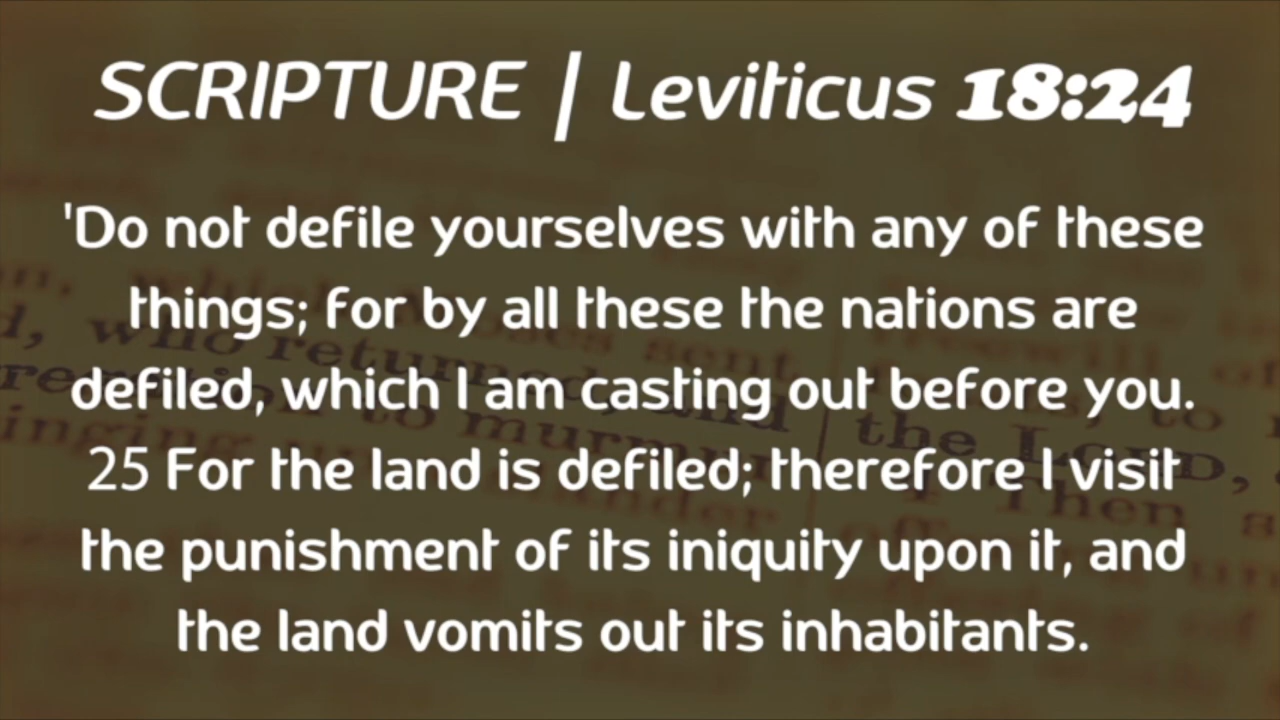 SCRIPTURE | Leviticus 18:24
'Do not defile yourselves with any of these
things; for by all these the nations are
defiled, which I am casting out before you.
25 For the land is defiled; therefore I visit
the punishment of its iniquity upon it, and
the land vomits out its inhabitants.